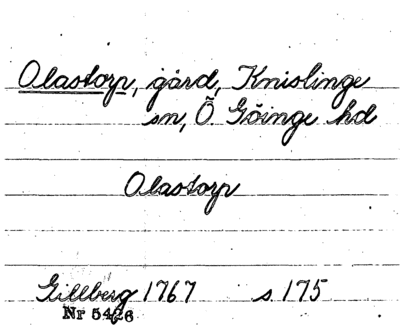 Olastorp, gård, Knislinge
sn, Ö Göinge hd
Olastorp
Gillberg 1767 s 175
Nr 5426